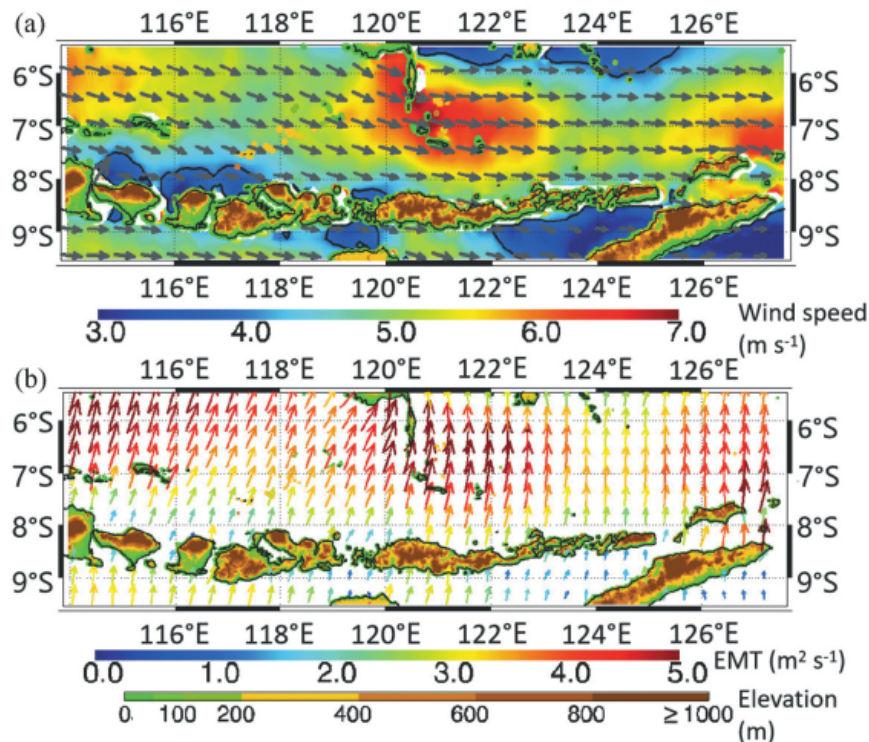 (a)
116°E 118°E 120°E 122°E 124°E 126°E
6°S 6°S
7°S 7°S
8°S 8°S
9°S 9°S
116°E 118°E 120°E 122°E 124°E 126°E
3.0 4.0 5.0 6.0 7.0 Wind speed
(m s⁻¹)
(b)
116°E 118°E 120°E 122°E 124°E 126°E
6°S 6°S
7°S 7°S
8°S 8°S
9°S 9°S
116°E 118°E 120°E 122°E 124°E 126°E
0.0 1.0 2.0 3.0 4.0 5.0 EMT (m² s⁻¹)
0. 100 200 400 600 800 ≥1000 Elevation
(m)